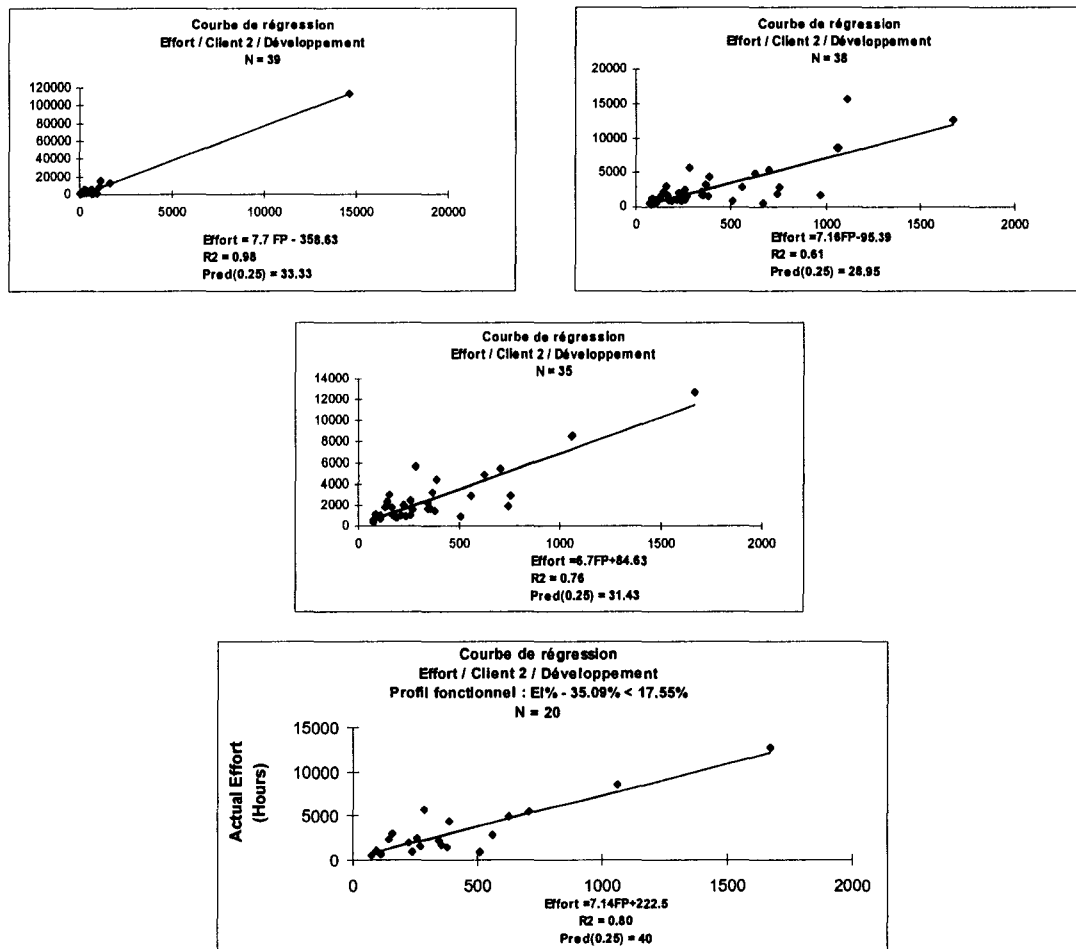 Courbe de régression
Effort / Client 2 / Développement
N = 39
120000
100000
80000
60000
40000
20000
0
0
5000
10000
15000
20000
Effort = 7.7 FP - 358.63
R2 = 0.98
Pred(0.25) = 33.33
Courbe de régression
Effort / Client 2 / Développement
N = 38
20000
15000
10000
5000
0
0
500
1000
1500
2000
Effort =7.16FP-95.39
R2 = 0.61
Pred(0.25) = 28.95
Courbe de régression
Effort / Client 2 / Développement
N = 35
14000
12000
10000
8000
6000
4000
2000
0
0
500
1000
1500
2000
Effort =6.7FP+84.63
R2 = 0.76
Pred(0.25) = 31.43
Courbe de régression
Effort / Client 2 / Développement
Profil fonctionnel : EI% - 35.09% < 17.55%
N = 20
Actual Effort
(Hours)
15000
10000
5000
0
0
500
1000
1500
2000
Effort =7.14FP+222.5
R2 = 0.80
Pred(0.25) = 40